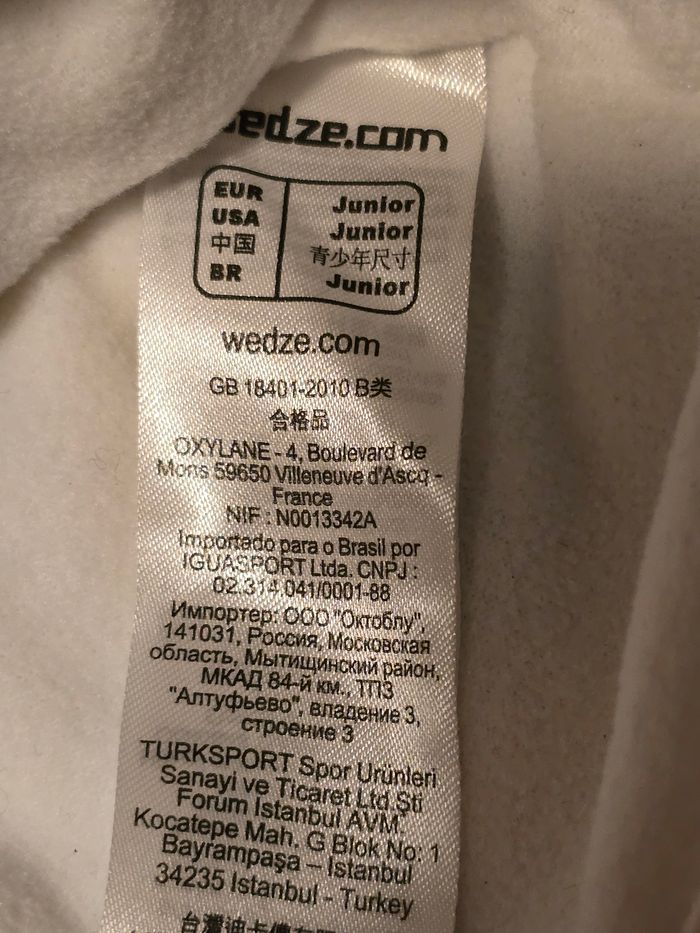 wedze.com
EUR Junior
USA Junior
中国 青少年尺寸
BR Junior
wedze.com
GB 18401-2010 B类
合格品
OXYLANE - 4, Boulevard de
Mons 59650 Villeneuve d'Ascq -
France
NIF : N0013342A
Importado para o Brasil por
IGUASPORT Ltda. CNPJ :
02.314.041/0001-88
Импортер: ООО "Октоблу",
141031, Россия, Московская
область, Мытищинский район,
МКАД 84-й км., ТПЗ
"Алтуфьево", владение 3,
строение 3
TURKSPORT Spor Urünleri
Sanayi ve Ticaret Ltd.Şti
Forum Istanbul AVM.
Kocatepe Mah. G Blok No: 1
Bayrampaşa – Istanbul
34235 Istanbul - Turkey